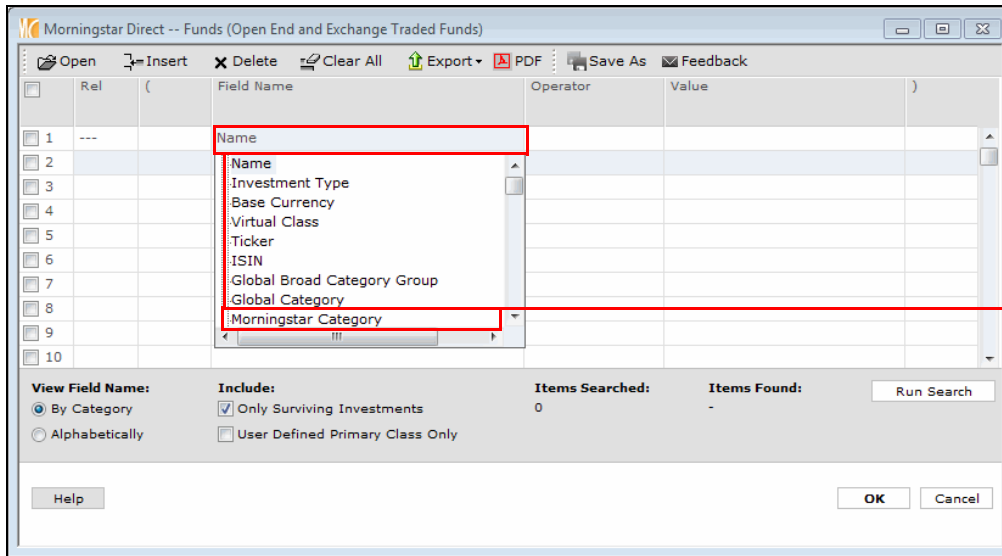 Morningstar Direct -- Funds (Open End and Exchange Traded Funds)
Open Insert Delete Clear All Export PDF Save As Feedback
Rel ( Field Name Operator Value )
1 --- Name
2 Name
3 Investment Type
4 Base Currency
Virtual Class
5 Ticker
6 ISIN
7 Global Broad Category Group
8 Global Category
9 Morningstar Category
10
View Field Name: Include: Items Searched: Items Found: Run Search
By Category Only Surviving Investments 0 -
Alphabetically User Defined Primary Class Only
Help OK Cancel